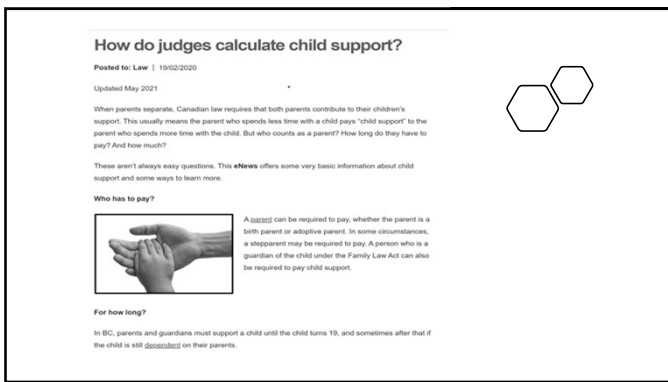 How do judges calculate child support?
Posted to: Law | 19/02/2020
Updated May 2021
When parents separate, Canadian law requires that both parents contribute to their children's
support. This usually means the parent who spends less time with a child pays "child support" to the
parent who spends more time with the child. But who counts as a parent? How long do they have to
pay? And how much?
These aren't always easy questions. This eNews offers some very basic information about child
support and some ways to learn more.
Who has to pay?
A parent can be required to pay, whether the parent is a
birth parent or adoptive parent. In some circumstances,
a stepparent may be required to pay. A person who is a
guardian of the child under the Family Law Act can also
be required to pay child support.
For how long?
In BC, parents and guardians must support a child until the child turns 19, and sometimes after that if
the child is still dependent on their parents.